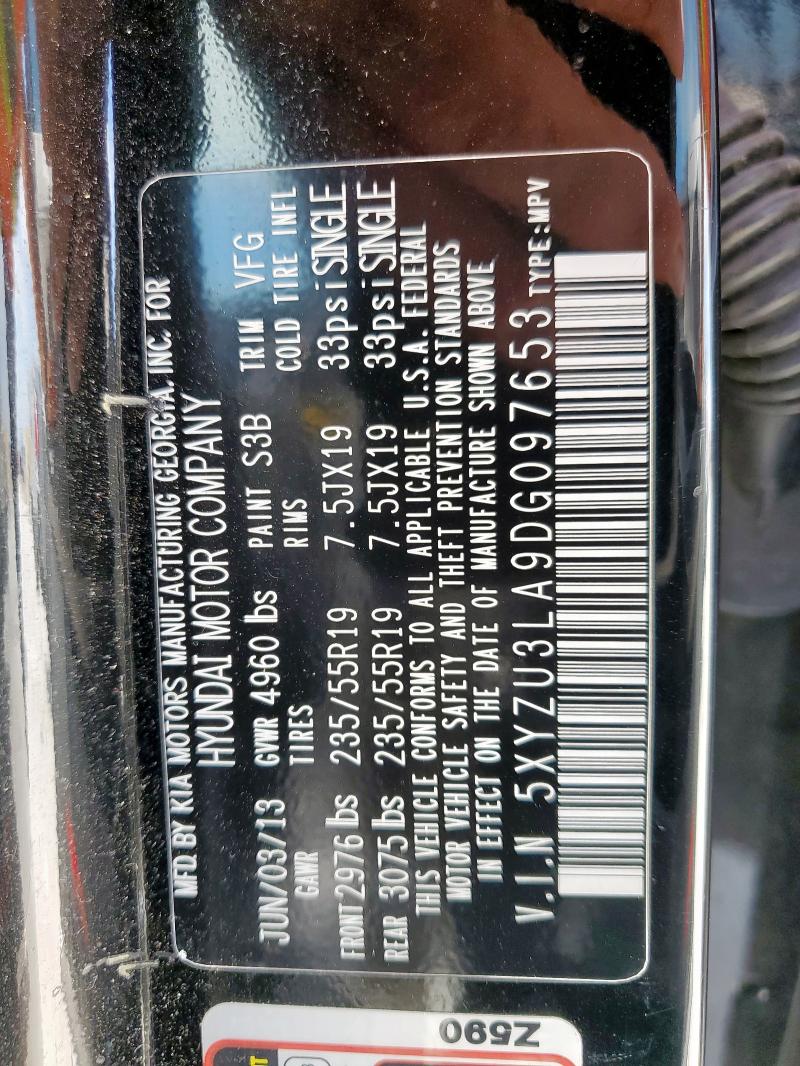 MFD. BY KIA MOTORS MANUFACTURING GEORGIA, INC. FOR
HYUNDAI MOTOR COMPANY
JUN/03/13 GVWR 4960 lbs PAINT S3B TRIM VFG
GAWR TIRES RIMS COLD TIRE INFL
FRONT 2976 lbs 235/55R19 7.5JX19 33psi SINGLE
REAR 3075 lbs 235/55R19 7.5JX19 33psi SINGLE
THIS VEHICLE CONFORMS TO ALL APPLICABLE U.S.A. FEDERAL
MOTOR VEHICLE SAFETY AND THEFT PREVENTION STANDARDS
IN EFFECT ON THE DATE OF MANUFACTURE SHOWN ABOVE
V.I.N 5XYZU3LA9DG097653 TYPE:MPV
Z590